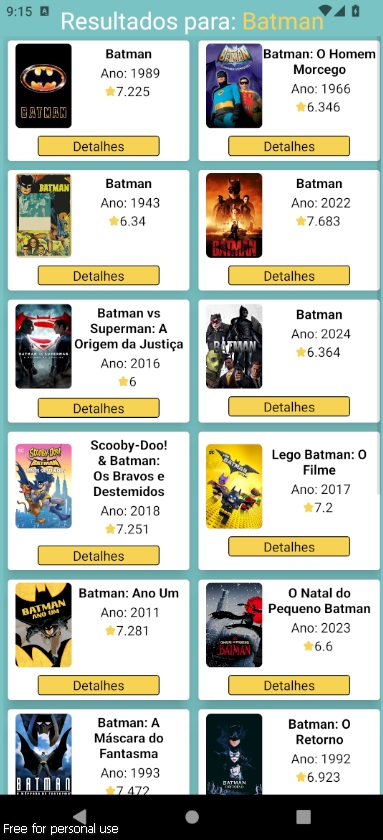 9:15
Resultados para: Batman
Batman
Ano: 1989
7.225
Detalhes
Batman: O Homem
Morcego
Ano: 1966
6.346
Detalhes
Batman
Ano: 1943
6.34
Detalhes
Batman
Ano: 2022
7.683
Detalhes
Batman vs
Superman: A
Origem da Justiça
Ano: 2016
6
Detalhes
Batman
Ano: 2024
6.364
Detalhes
Scooby-Doo!
& Batman:
Os Bravos e
Destemidos
Ano: 2018
7.251
Detalhes
Lego Batman: O
Filme
Ano: 2017
7.2
Detalhes
Batman: Ano Um
Ano: 2011
7.281
Detalhes
O Natal do
Pequeno Batman
Ano: 2023
6.6
Detalhes
Batman: A
Máscara do
Fantasma
Ano: 1993
7.472
Batman: O
Retorno
Ano: 1992
6.923
BATMAN
BATMAN
BATMAN
BATMAN
BATMAN
ANO UM
BATMAN
BATMAN
Free for personal use